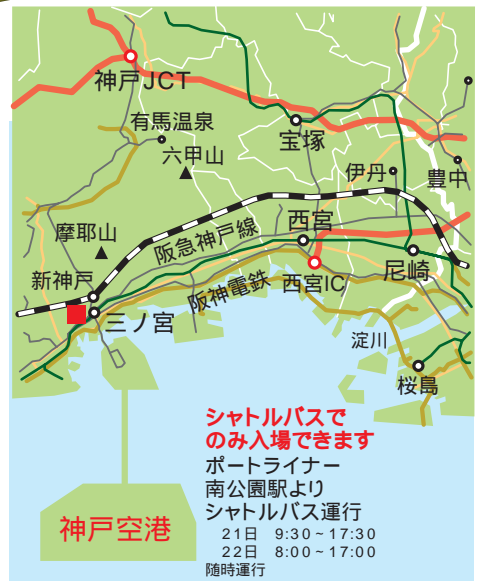 神戸JCT
有馬温泉
宝塚
六甲山
伊丹
豊中
摩耶山
阪急神戸線
西宮
新神戸
阪神電鉄
西宮IC
尼崎
三ノ宮
淀川
桜島
シャトルバスで
のみ入場できます
ポートライナー
南公園駅より
シャトルバス運行
21日 9:30~17:30
22日 8:00~17:00
随時運行
神戸空港